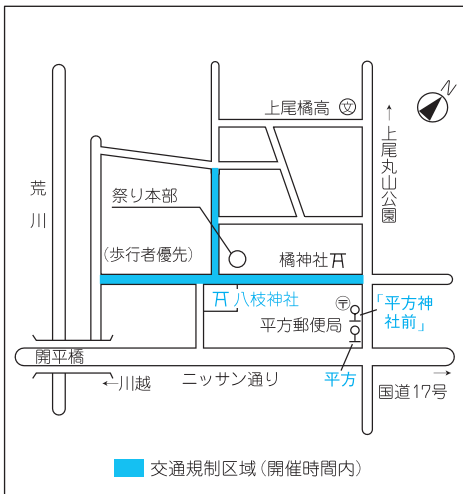 N
上尾橘高 文
↑上尾丸山公園
荒川
祭り本部
(歩行者優先)
橘神社
八枝神社
〒
平方郵便局
「平方神
社前」
開平橋
←川越
ニッサン通り
平方
→
国道17号
交通規制区域(開催時間内)